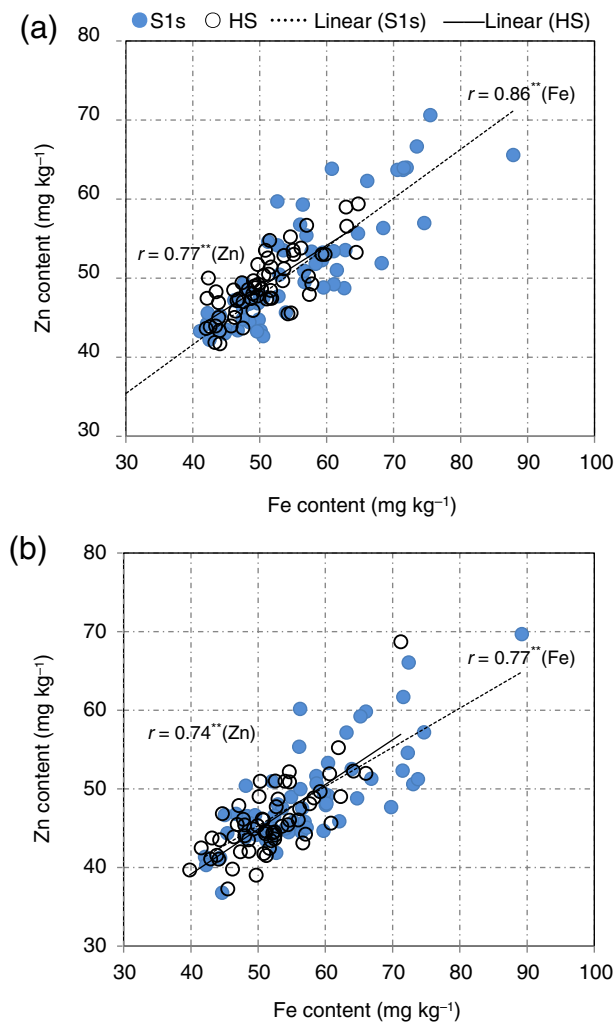 (a)
S1s HS Linear (S1s) Linear (HS)
80
70
60
50
40
30
Zn content (mg kg⁻¹)
r = 0.86**(Fe)
r = 0.77**(Zn)
30 40 50 60 70 80 90 100
Fe content (mg kg⁻¹)
(b)
80
70
60
50
40
30
Zn content (mg kg⁻¹)
r = 0.77**(Fe)
r = 0.74**(Zn)
30 40 50 60 70 80 90 100
Fe content (mg kg⁻¹)